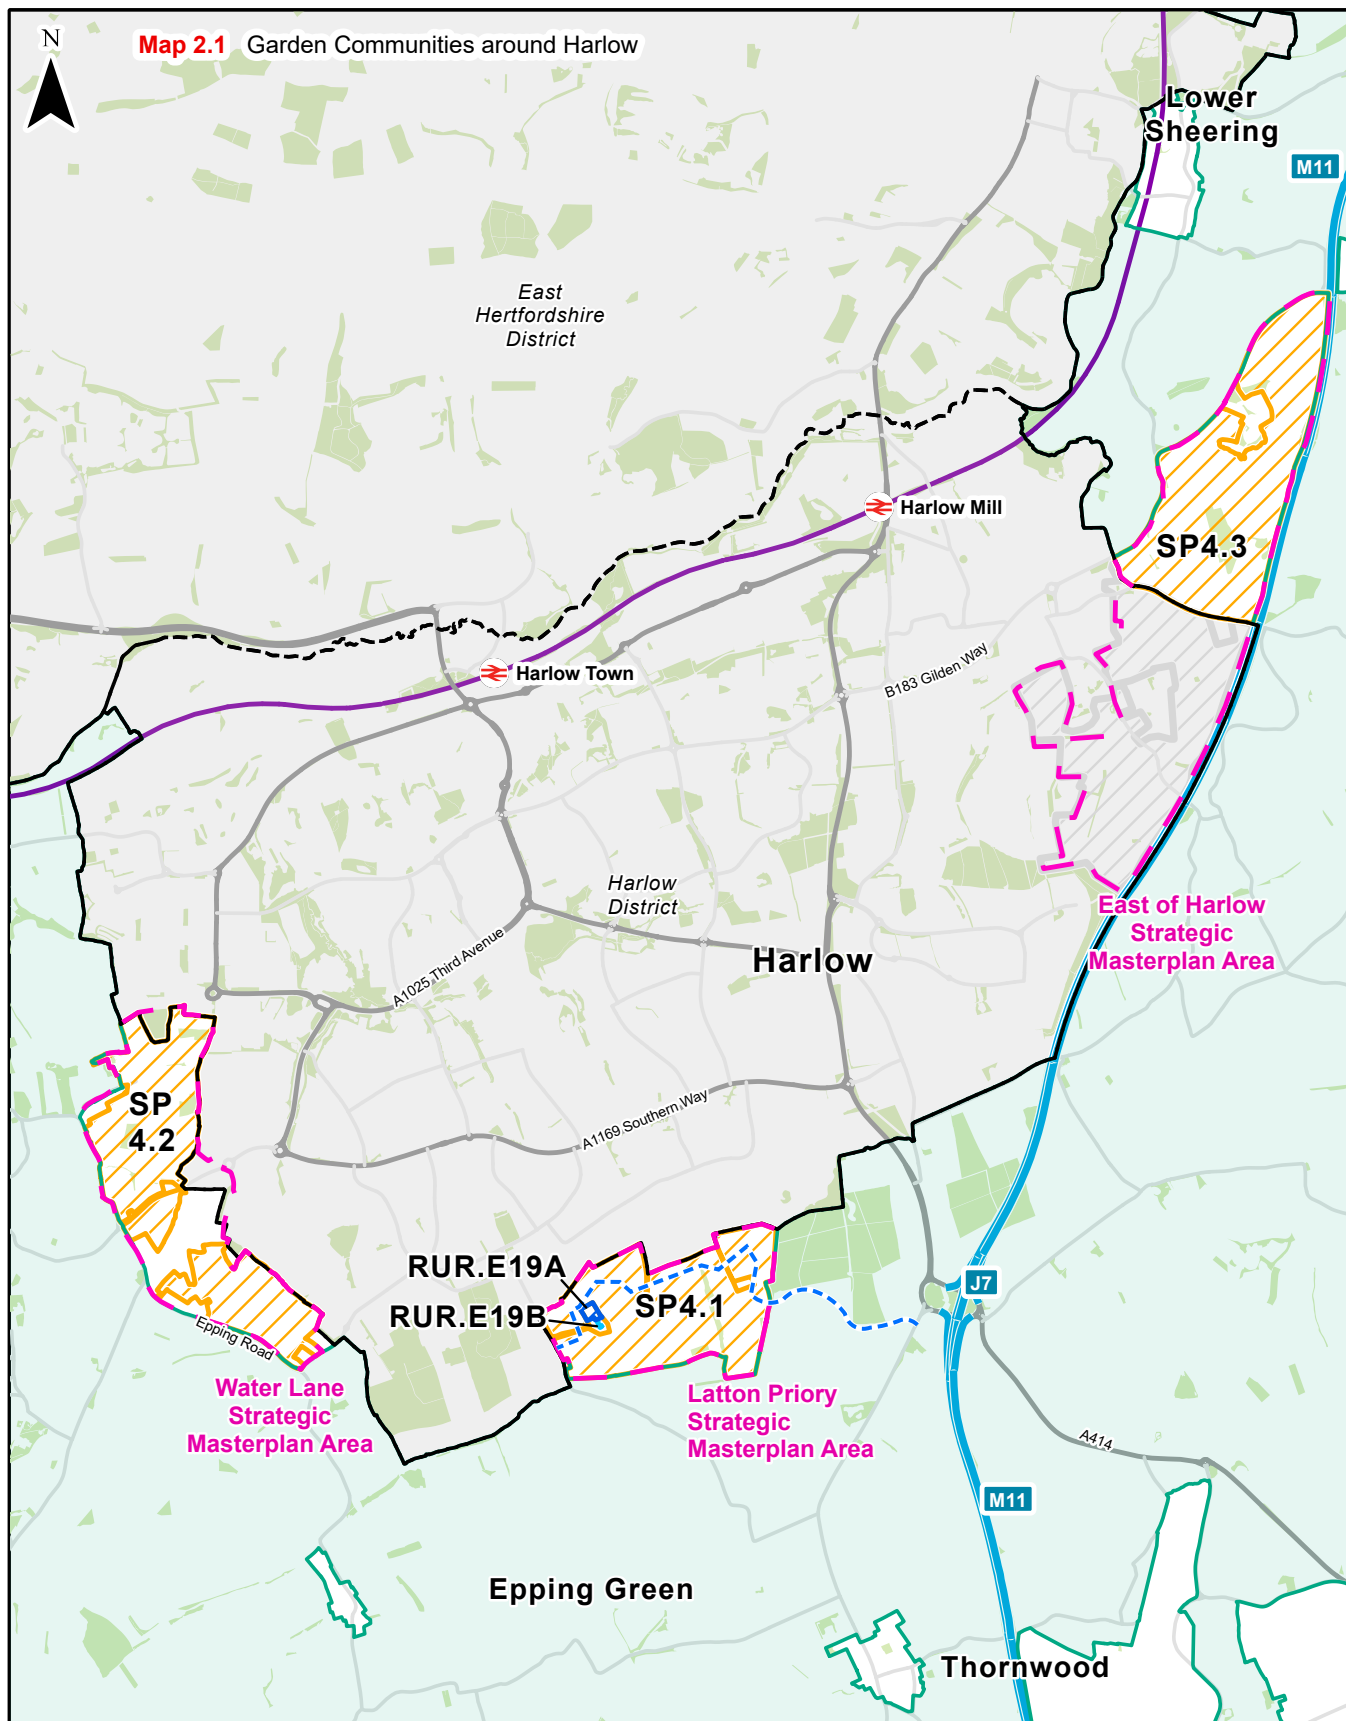 N
Map 2.1 Garden Communities around Harlow
Lower
Sheering
M11
East
Hertfordshire
District
Harlow Mill
SP4.3
B183 Gilden Way
Harlow Town
Harlow
District
East of Harlow
Strategic
Masterplan Area
Harlow
A1025 Third Avenue
SP
4.2
A1169 Southern Way
RUR.E19A
J7
RUR.E19B
SP4.1
Epping Road
Water Lane
Strategic
Masterplan Area
Latton Priory
Strategic
Masterplan Area
A414
M11
Epping Green
Thornwood